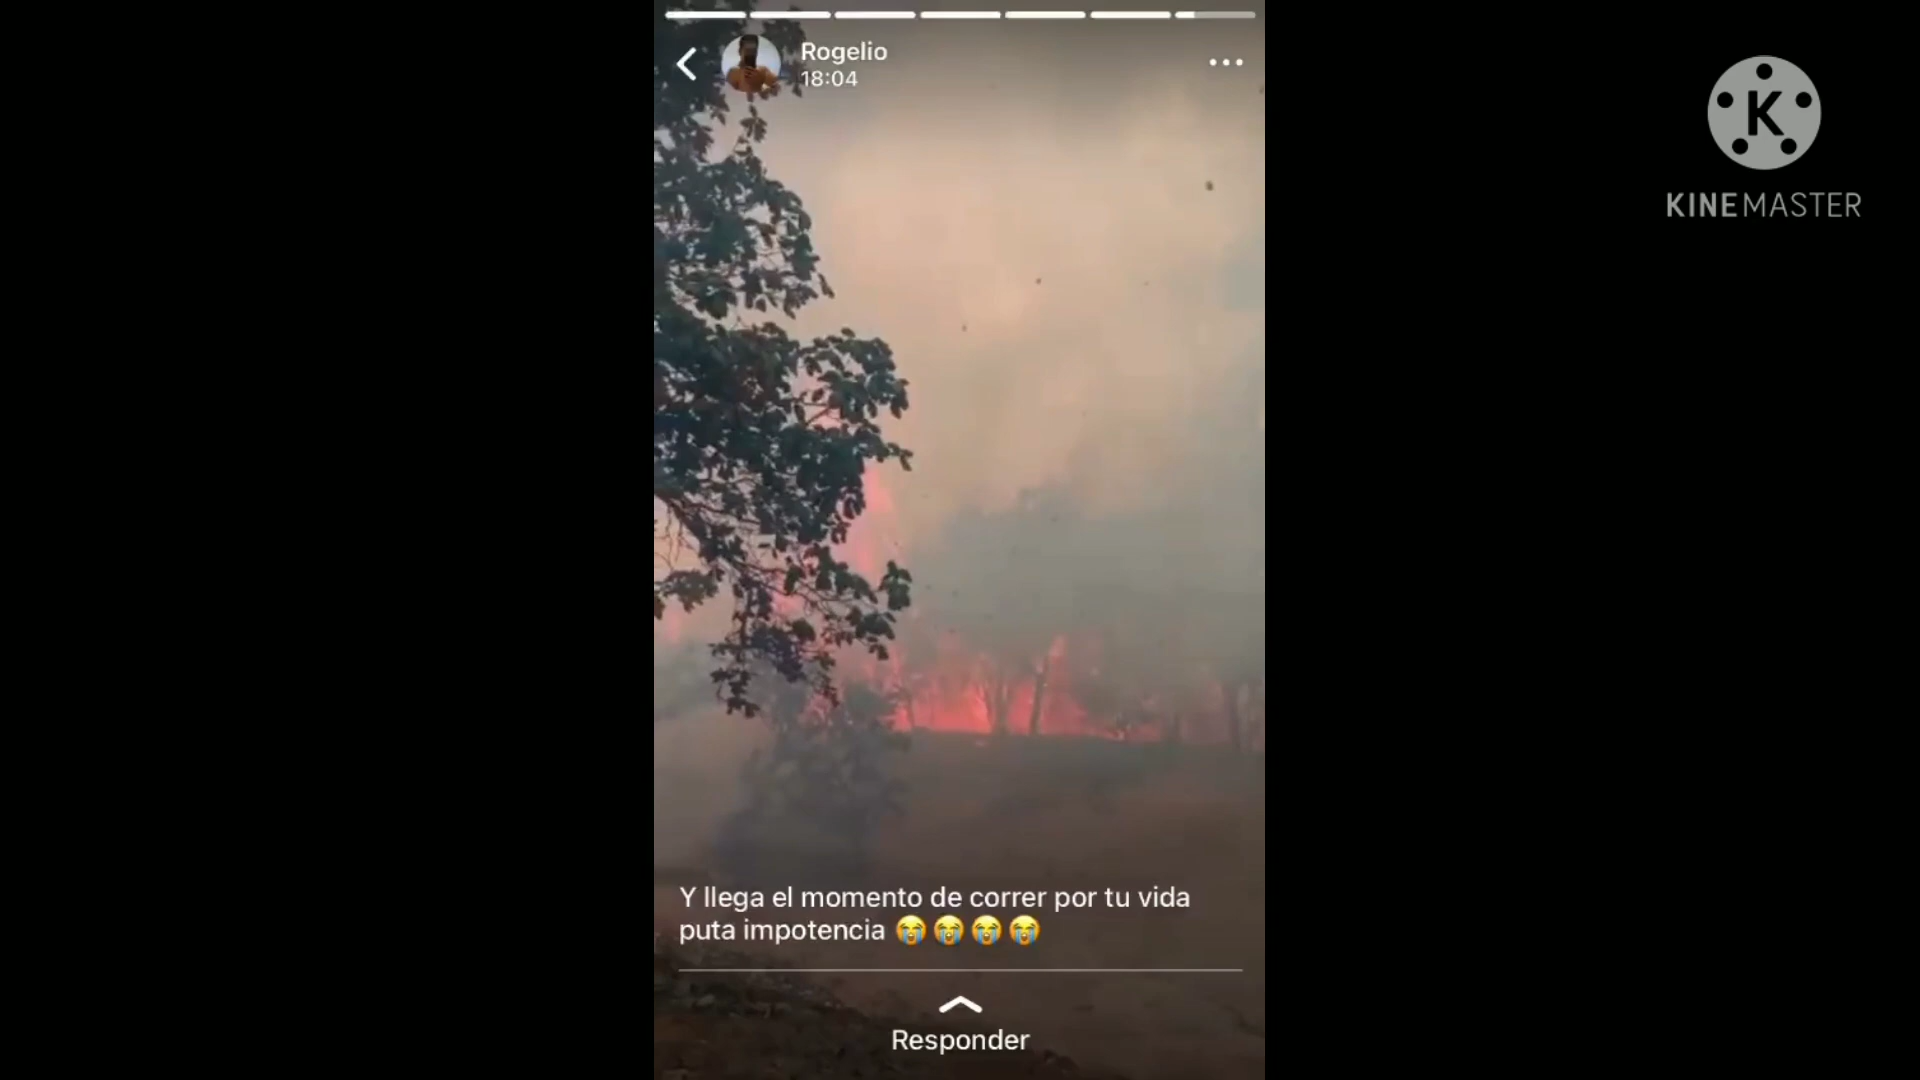 Rogelio
18:04
K
KINEMASTER
Y llega el momento de correr por tu vida
puta impotencia 😭😭😭😭
Responder